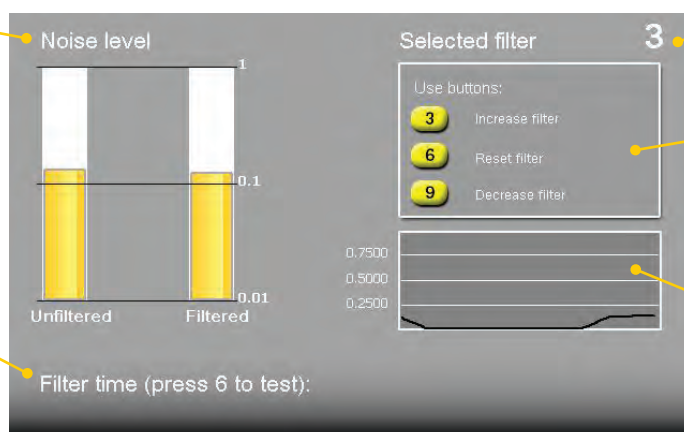 Noise level
1
0.1
0.01
Unfiltered Filtered
Selected filter 3
Use buttons:
3 Increase filter
6 Reset filter
9 Decrease filter
0.7500
0.5000
0.2500
Filter time (press 6 to test):